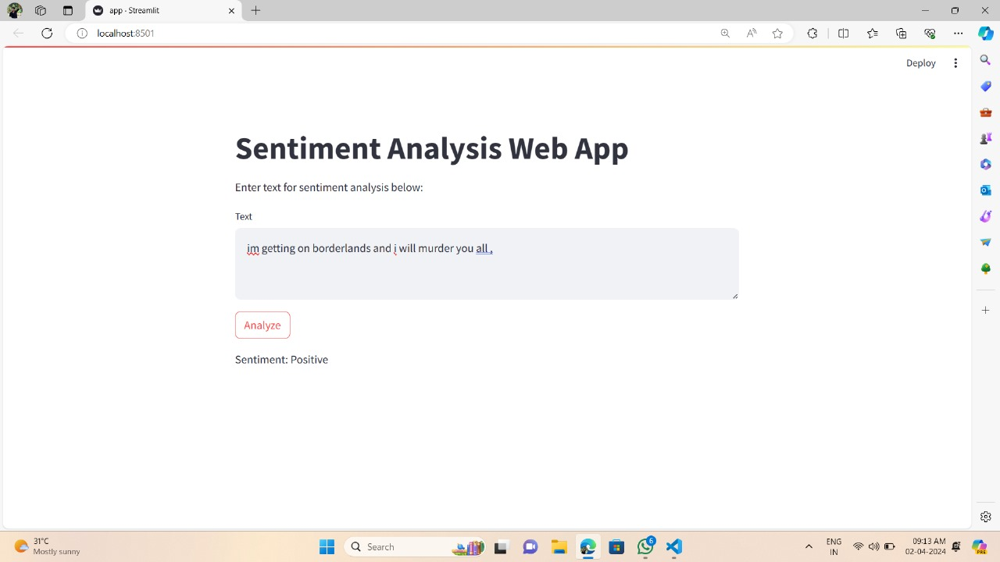 app · Streamlit
localhost:8501
Deploy
Sentiment Analysis Web App
Enter text for sentiment analysis below:
Text
im getting on borderlands and i will murder you all ,
Analyze
Sentiment: Positive
31°C
Mostly sunny
Search
6
ENG
IN
09:13 AM
02-04-2024
PRE